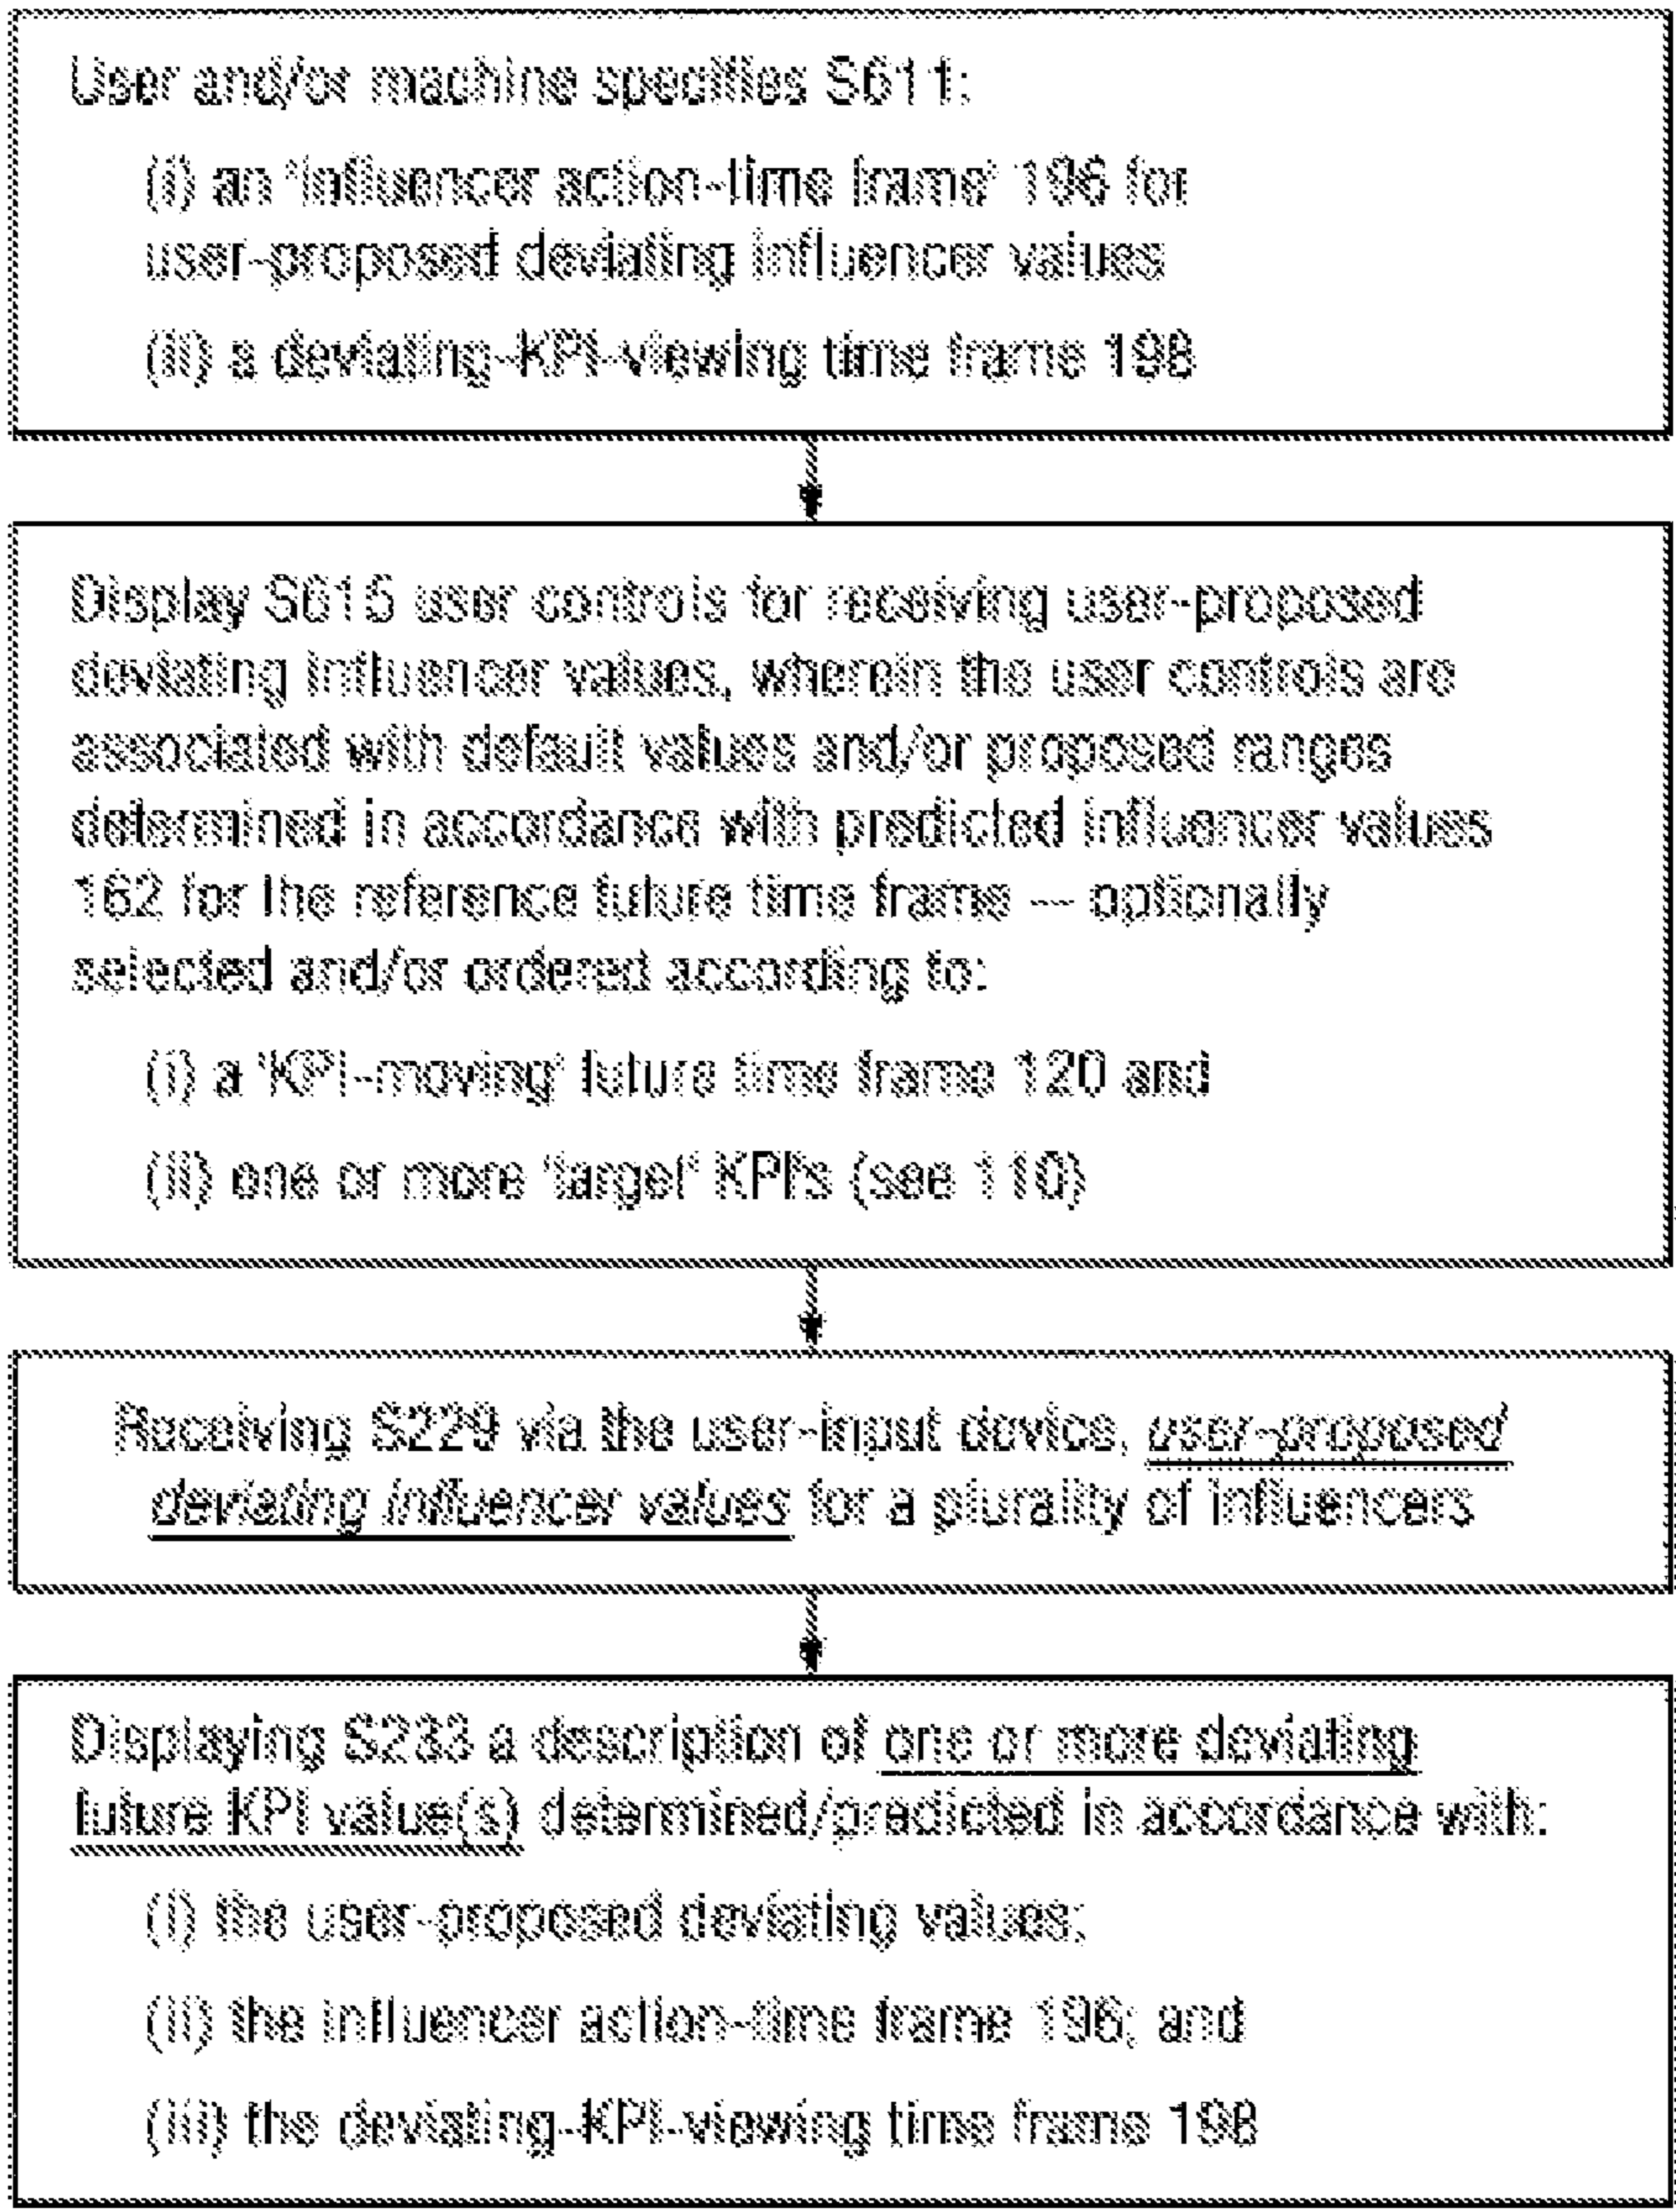 User and/or machine specifies S611:
(i) an 'influencer action-time frame' 196 for
user-proposed deviating influencer values
(ii) a deviating-KPI-viewing time frame 198
Display S615 user controls for receiving user-proposed
deviating influencer values, wherein the user controls are
associated with default values and/or proposed ranges
determined in accordance with predicted influencer values
162 for the reference future time frame -- optionally
selected and/or ordered according to:
(i) a 'KPI-moving' future time frame 120 and
(ii) one or more 'target' KPI's (see 110)
Receiving S229 via the user-input device, user-proposed
deviating influencer values for a plurality of influencers
Displaying S233 a description of one or more deviating
future KPI value(s) determined/predicted in accordance with:
(i) the user-proposed deviating values;
(ii) the influencer action-time frame 196; and
(iii) the deviating-KPI-viewing time frame 198